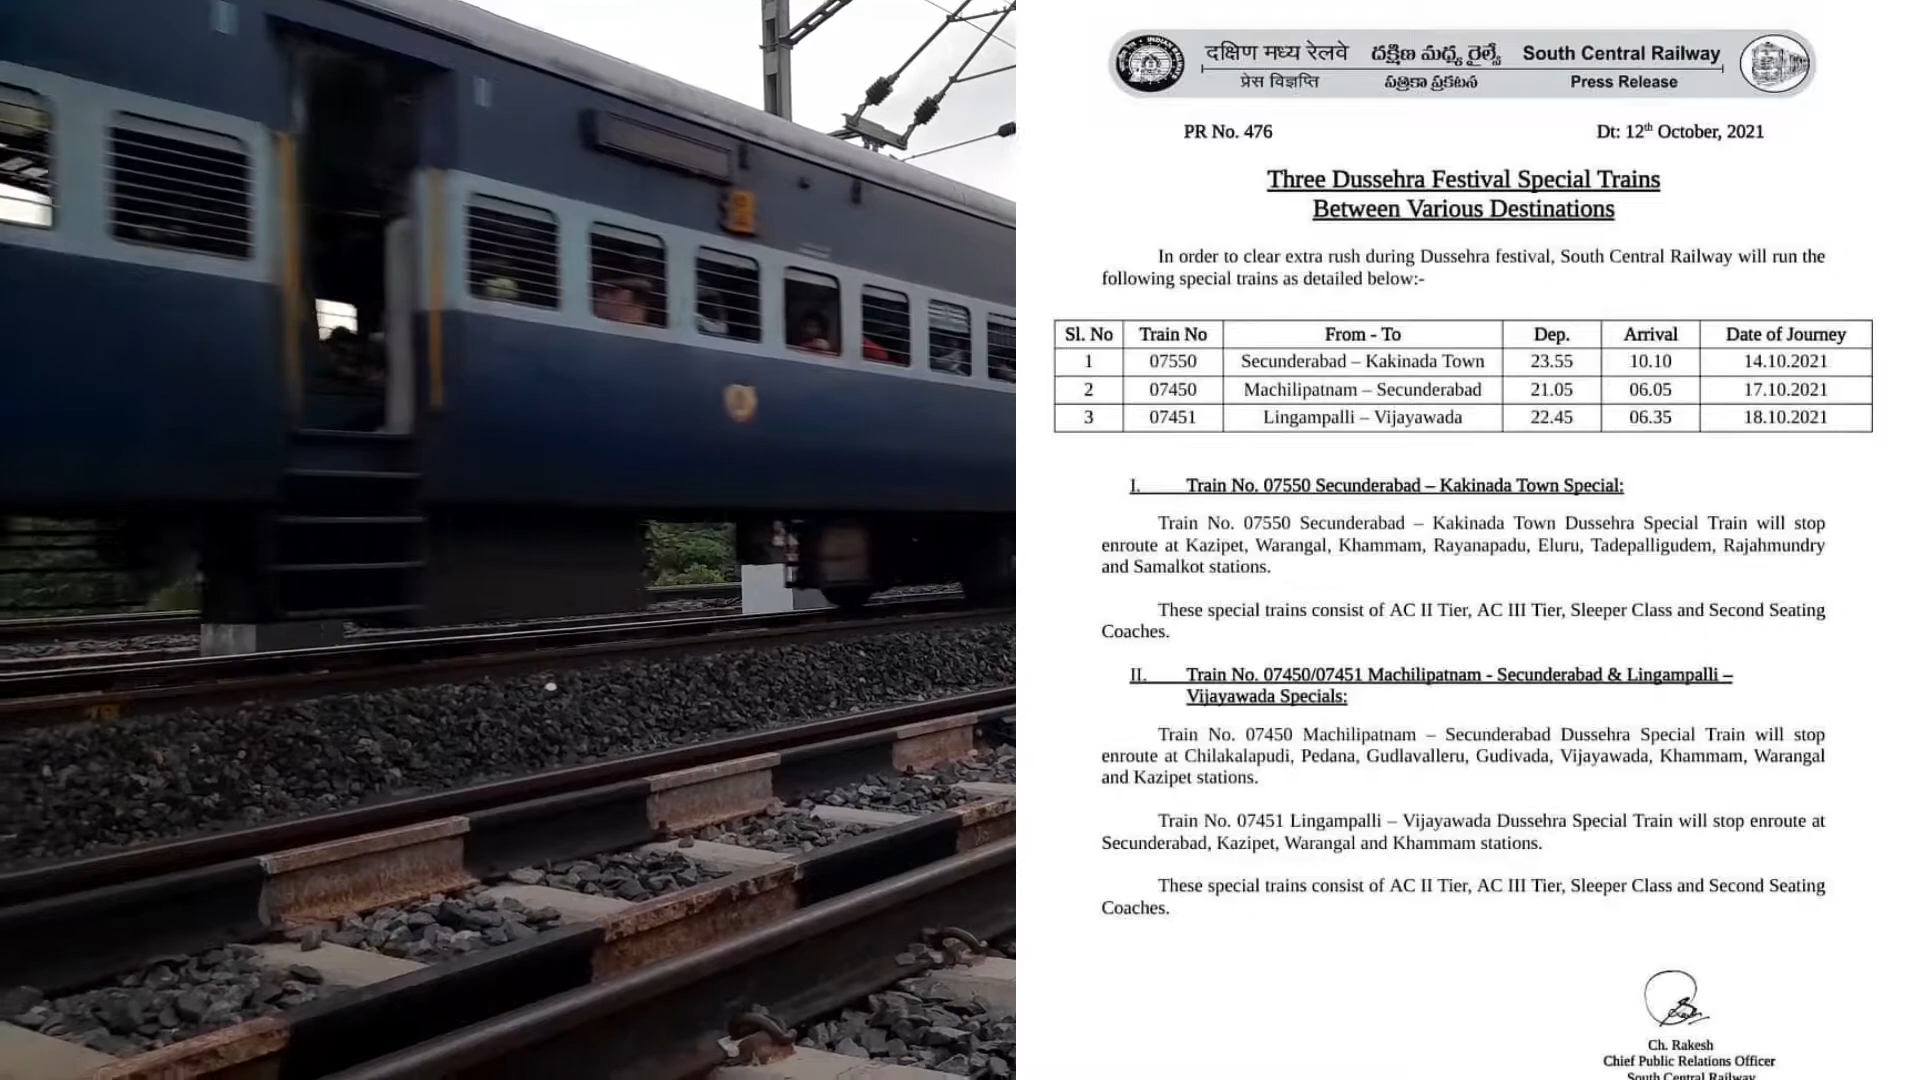 दक्षिण मध्य रेलवे దక్షిణ మధ్య రైల్వే South Central Railway
प्रेस विज्ञप्ति పత్రికా ప్రకటన Press Release
PR No. 476 Dt: 12th October, 2021
Three Dussehra Festival Special Trains
Between Various Destinations
In order to clear extra rush during Dussehra festival, South Central Railway will run the
following special trains as detailed below:-
Sl. No Train No From - To Dep. Arrival Date of Journey
1 07550 Secunderabad – Kakinada Town 23.55 10.10 14.10.2021
2 07450 Machilipatnam – Secunderabad 21.05 06.05 17.10.2021
3 07451 Lingampalli – Vijayawada 22.45 06.35 18.10.2021
I. Train No. 07550 Secunderabad – Kakinada Town Special:
Train No. 07550 Secunderabad – Kakinada Town Dussehra Special Train will stop
enroute at Kazipet, Warangal, Khammam, Rayanapadu, Eluru, Tadepalligudem, Rajahmundry
and Samalkot stations.
These special trains consist of AC II Tier, AC III Tier, Sleeper Class and Second Seating
Coaches.
II. Train No. 07450/07451 Machilipatnam - Secunderabad & Lingampalli –
Vijayawada Specials:
Train No. 07450 Machilipatnam – Secunderabad Dussehra Special Train will stop
enroute at Chilakalapudi, Pedana, Gudlavalleru, Gudivada, Vijayawada, Khammam, Warangal
and Kazipet stations.
Train No. 07451 Lingampalli – Vijayawada Dussehra Special Train will stop enroute at
Secunderabad, Kazipet, Warangal and Khammam stations.
These special trains consist of AC II Tier, AC III Tier, Sleeper Class and Second Seating
Coaches.
Ch. Rakesh
Chief Public Relations Officer
South Central Railway